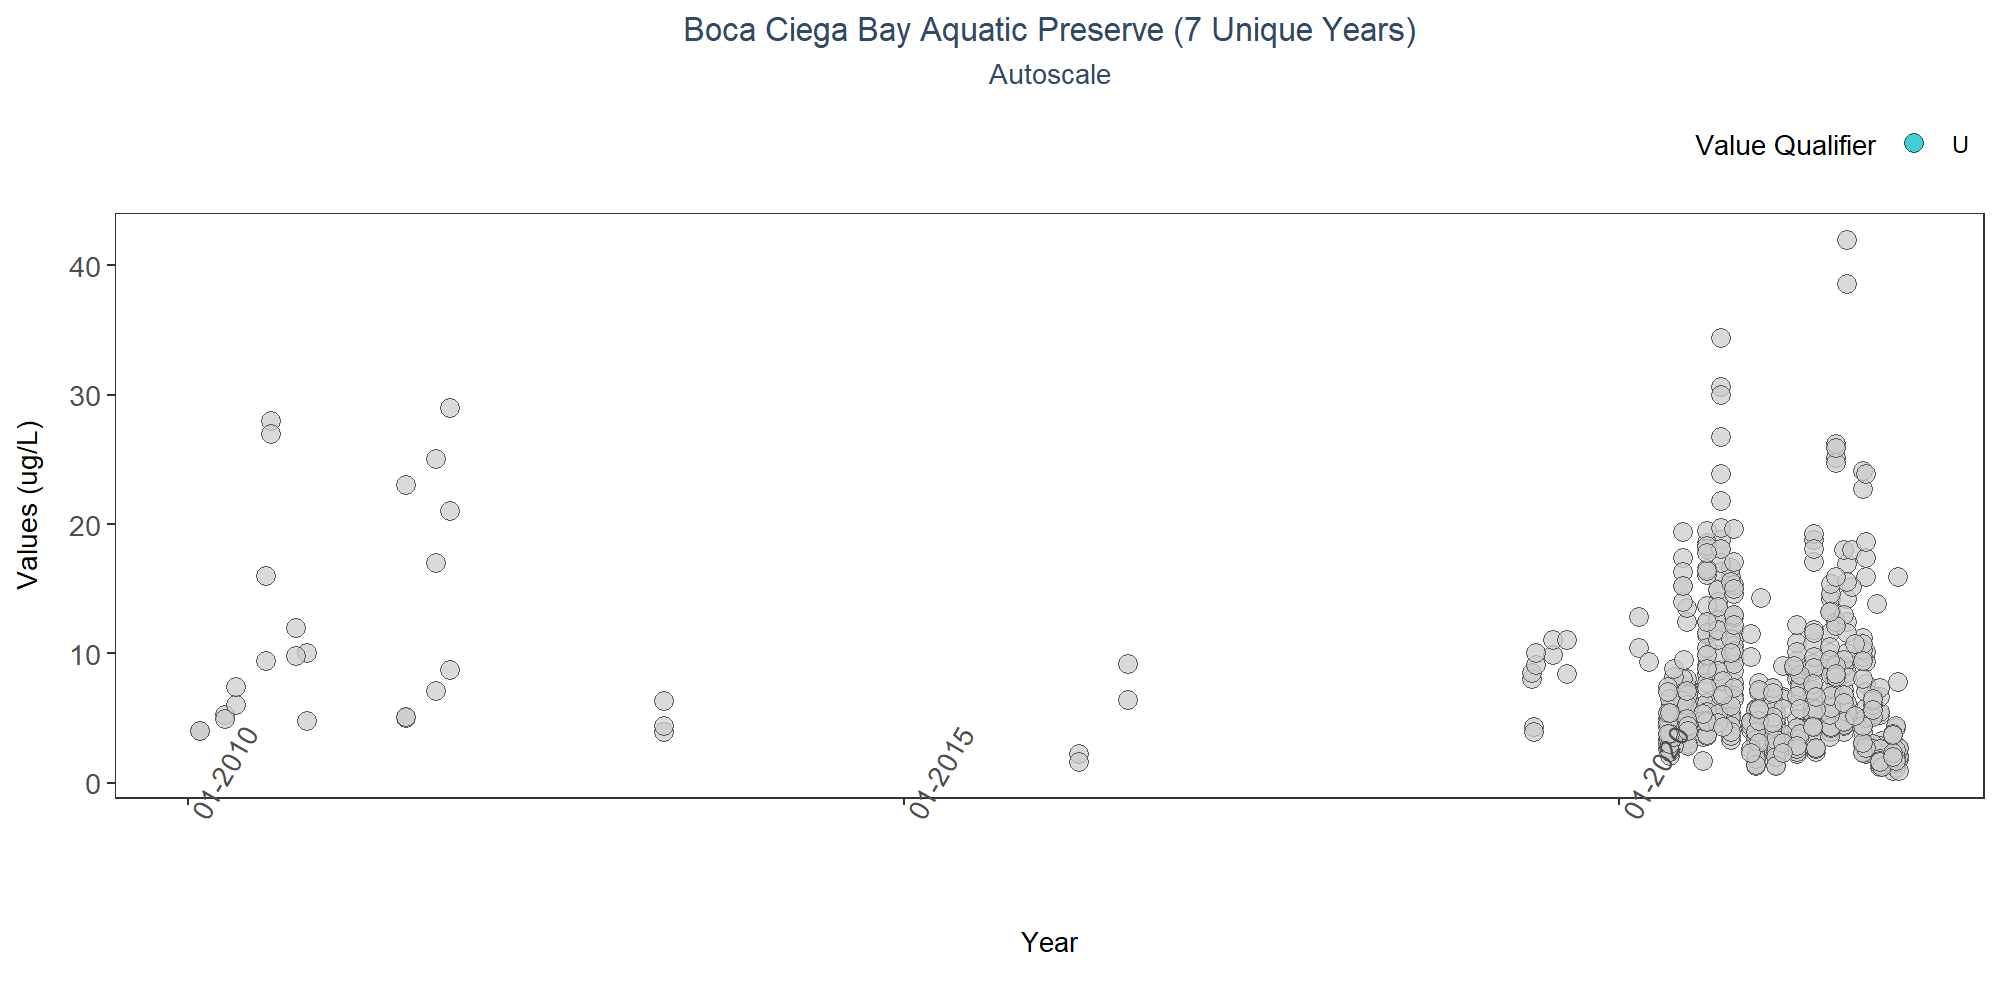 Boca Ciega Bay Aquatic Preserve (7 Unique Years)
Autoscale
Value Qualifier U
40
30
20
10
0
Values (ug/L)
01-2010
01-2015
01-2020
Year